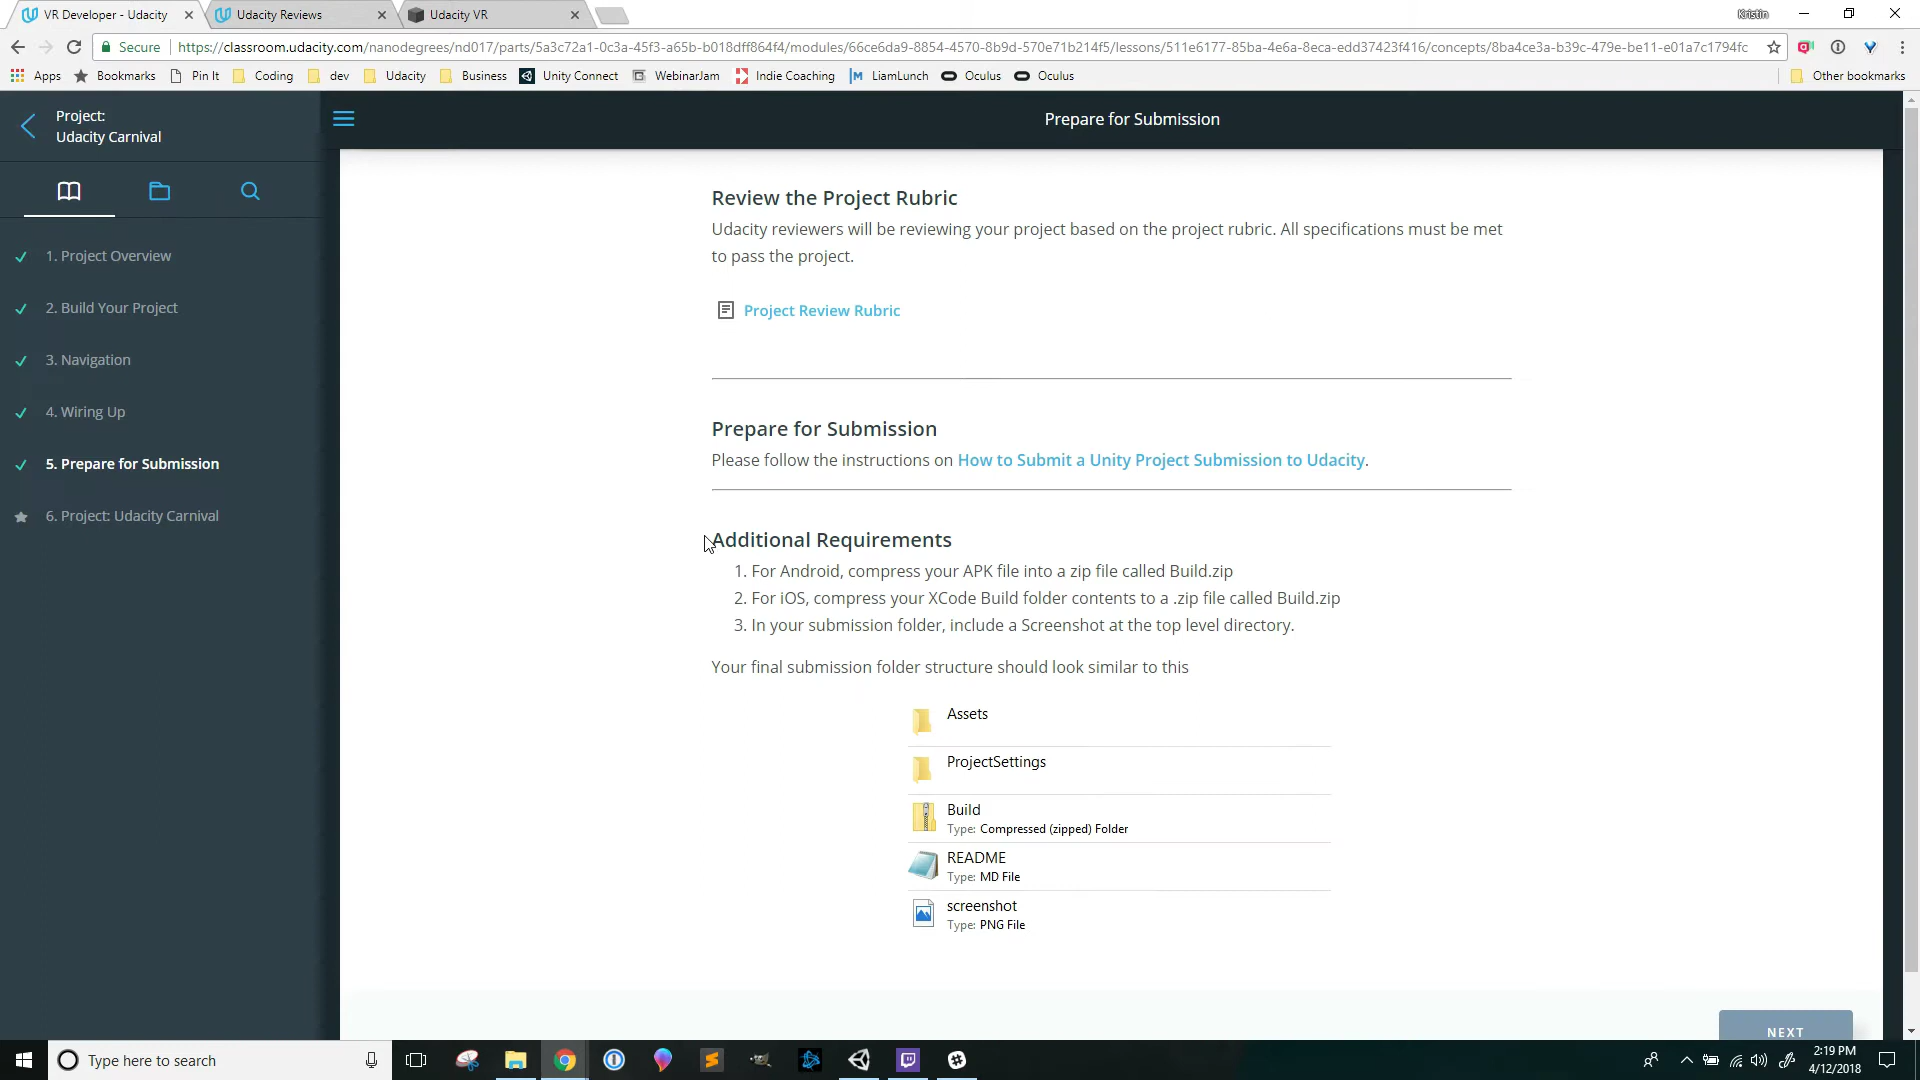 VR Developer - Udacity
Udacity Reviews
Udacity VR
Kristin
Secure
https://classroom.udacity.com/nanodegrees/nd017/parts/5a3c72a1-0c3a-45f3-a65b-b018dff864f4/modules/66ce6da9-8854-4570-8b9d-570e71b214f5/lessons/511e6177-85ba-4e6a-8eca-edd37423f416/concepts/8ba4ce3a-b39c-479e-be11-e01a7c1794fc
Apps
Bookmarks
Pin It
Coding
dev
Udacity
Business
Unity Connect
WebinarJam
Indie Coaching
LiamLunch
Oculus
Oculus
Other bookmarks
Project:
Udacity Carnival
1. Project Overview
2. Build Your Project
3. Navigation
4. Wiring Up
5. Prepare for Submission
6. Project: Udacity Carnival
Prepare for Submission
Review the Project Rubric
Udacity reviewers will be reviewing your project based on the project rubric. All specifications must be met
to pass the project.
Project Review Rubric
Prepare for Submission
Please follow the instructions on How to Submit a Unity Project Submission to Udacity.
Additional Requirements
1. For Android, compress your APK file into a zip file called Build.zip
2. For iOS, compress your XCode Build folder contents to a .zip file called Build.zip
3. In your submission folder, include a Screenshot at the top level directory.
Your final submission folder structure should look similar to this
Assets
ProjectSettings
Build
Type: Compressed (zipped) Folder
README
Type: MD File
screenshot
Type: PNG File
NEXT
Type here to search
2:19 PM
4/12/2018